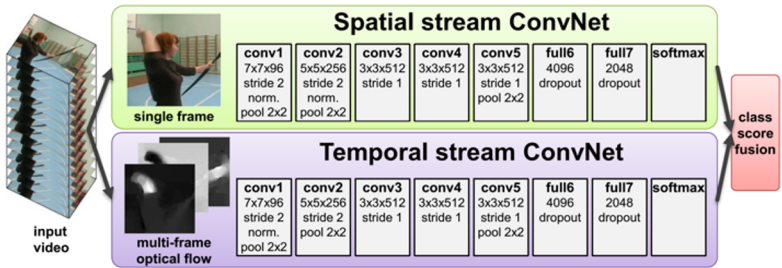 Spatial stream ConvNet
conv1
7x7x96
stride 2
norm.
pool 2x2
conv2
5x5x256
stride 2
norm.
pool 2x2
conv3
3x3x512
stride 1
conv4
3x3x512
stride 1
conv5
3x3x512
stride 1
pool 2x2
full6
4096
dropout
full7
2048
dropout
softmax
single frame
Temporal stream ConvNet
conv1
7x7x96
stride 2
norm.
pool 2x2
conv2
5x5x256
stride 2
pool 2x2
conv3
3x3x512
stride 1
conv4
3x3x512
stride 1
conv5
3x3x512
stride 1
pool 2x2
full6
4096
dropout
full7
2048
dropout
softmax
multi-frame
optical flow
input
video
class
score
fusion